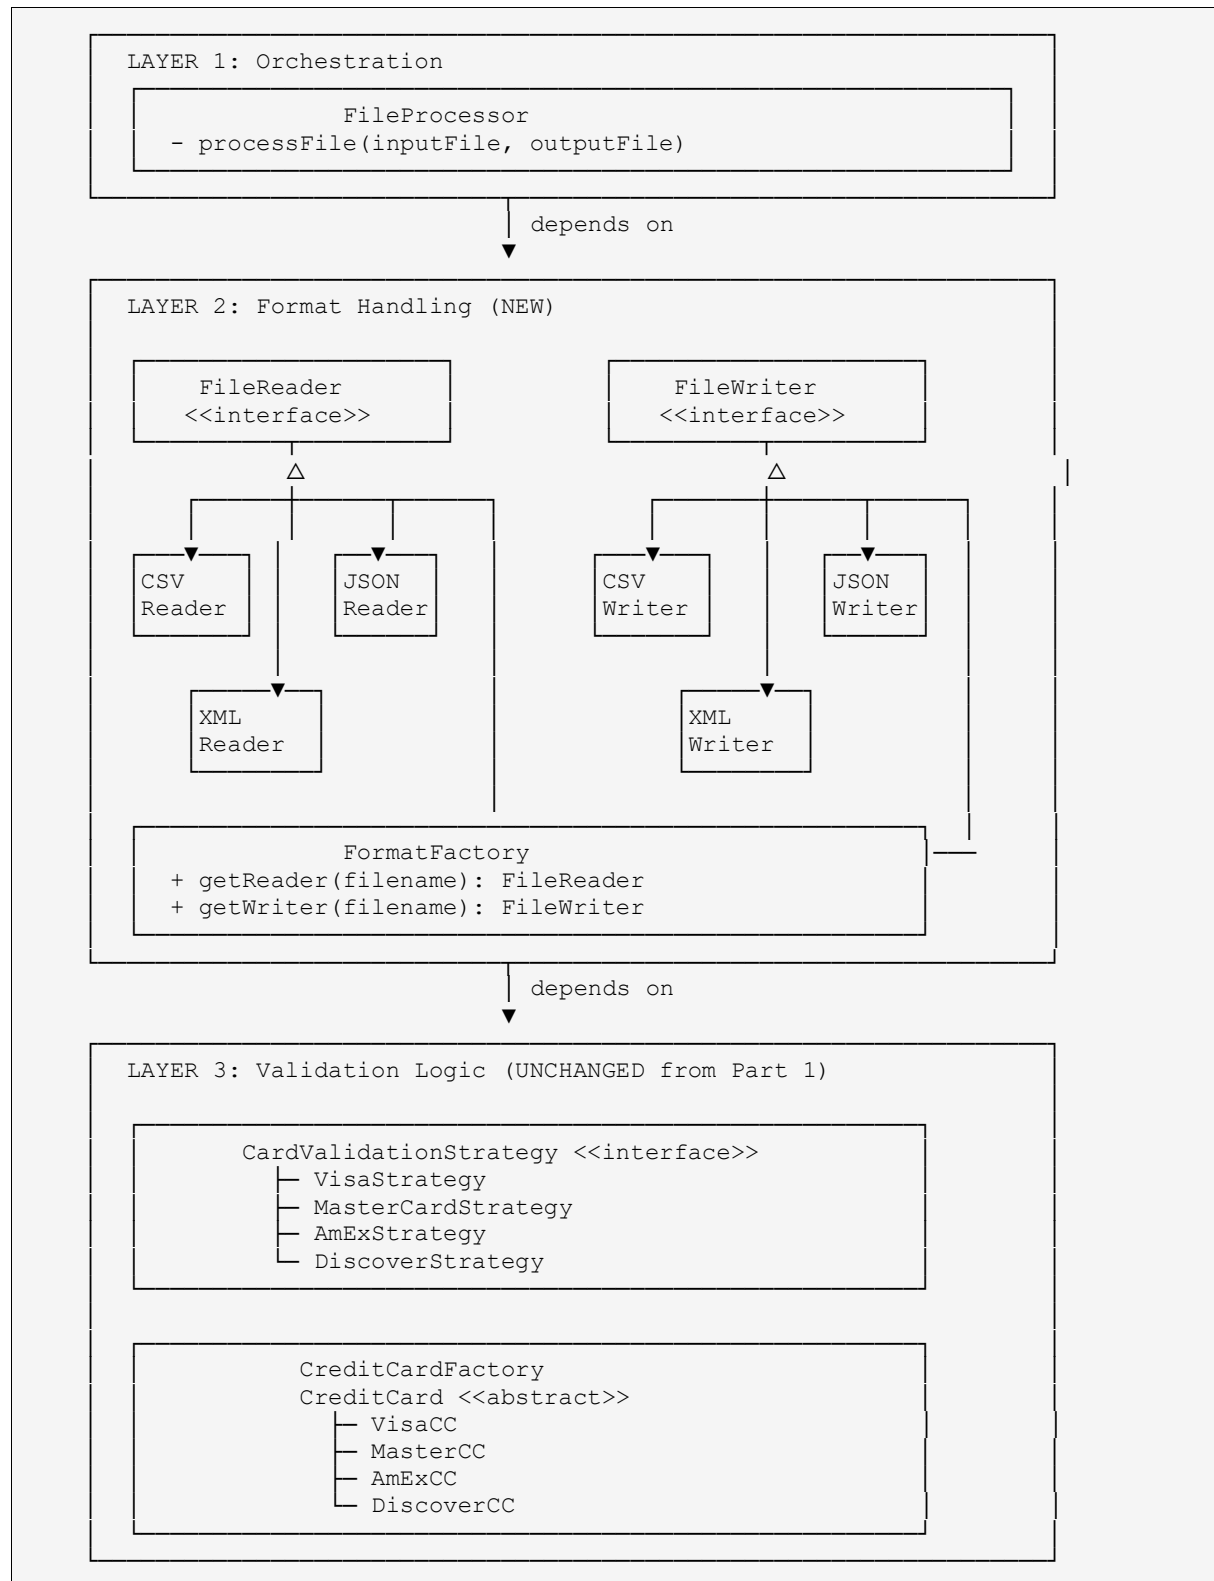 LAYER 1: Orchestration
FileProcessor
- processFile(inputFile, outputFile)
depends on
LAYER 2: Format Handling (NEW)
FileReader
<<interface>>
FileWriter
<<interface>>
CSV
Reader
JSON
Reader
CSV
Writer
JSON
Writer
XML
Reader
XML
Writer
FormatFactory
+ getReader(filename): FileReader
+ getWriter(filename): FileWriter
depends on
LAYER 3: Validation Logic (UNCHANGED from Part 1)
CardValidationStrategy <<interface>>
VisaStrategy
MasterCardStrategy
AmExStrategy
DiscoverStrategy
CreditCardFactory
CreditCard <<abstract>>
VisaCC
MasterCC
AmExCC
DiscoverCC